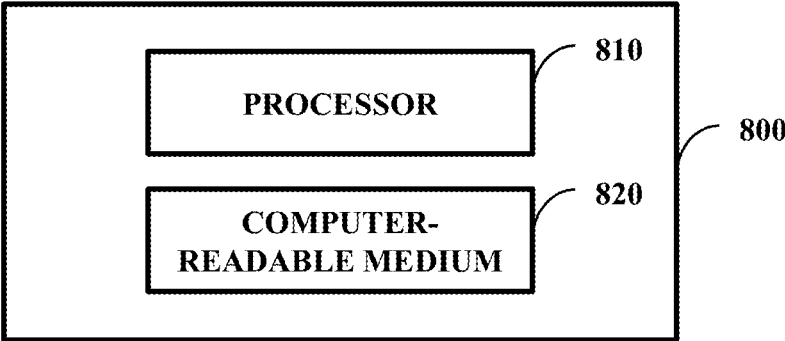 810
PROCESSOR
800
820
COMPUTER-
READABLE MEDIUM